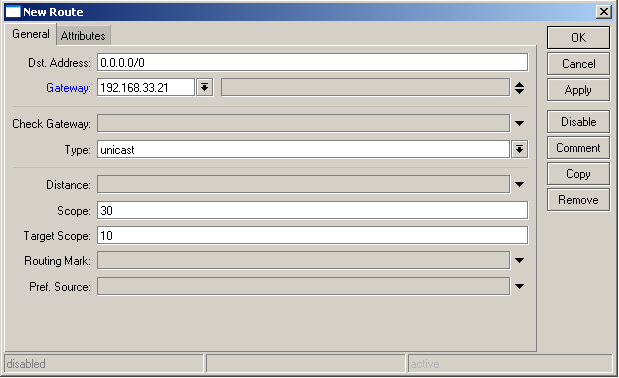 New Route
General Attributes
OK
Dst. Address: 0.0.0.0/0
Cancel
Gateway: 192.168.33.21
Apply
Check Gateway:
Disable
Type: unicast
Comment
Copy
Distance:
Remove
Scope: 30
Target Scope: 10
Routing Mark:
Pref. Source:
disabled active